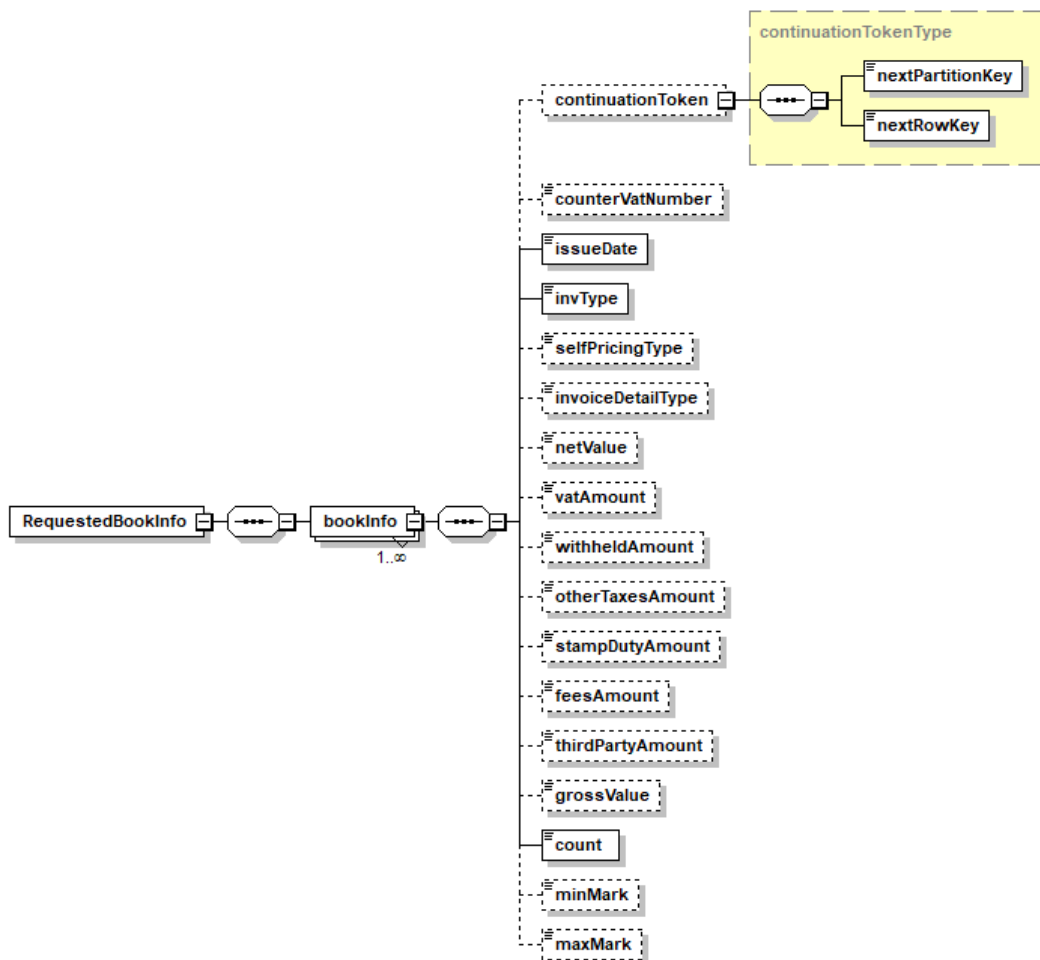 continuationTokenType
nextPartitionKey
continuationToken
nextRowKey
counterVatNumber
issueDate
invType
selfPricingType
invoiceDetailType
netValue
vatAmount
RequestedBookInfo
bookInfo
1..∞
withheldAmount
otherTaxesAmount
stampDutyAmount
feesAmount
thirdPartyAmount
grossValue
count
minMark
maxMark